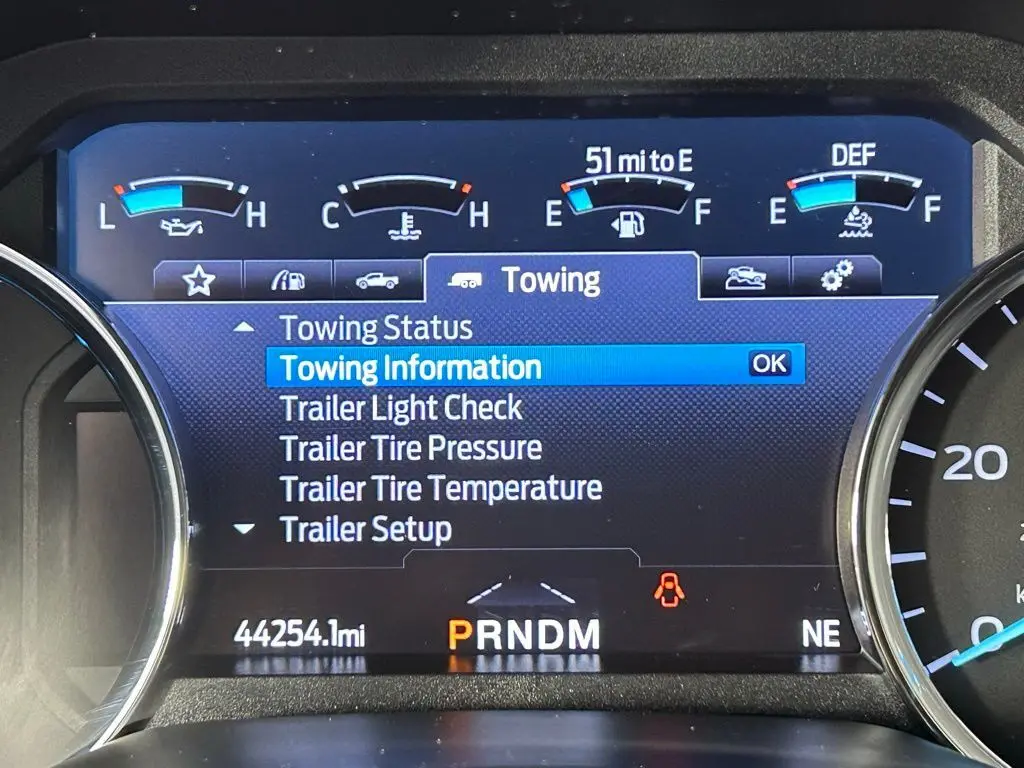 51 mi to E
DEF
L H
C H
E F
E F
Towing
Towing Status
Towing Information OK
Trailer Light Check
Trailer Tire Pressure
Trailer Tire Temperature
Trailer Setup
20
0
44254.1mi
PRNDM
NE